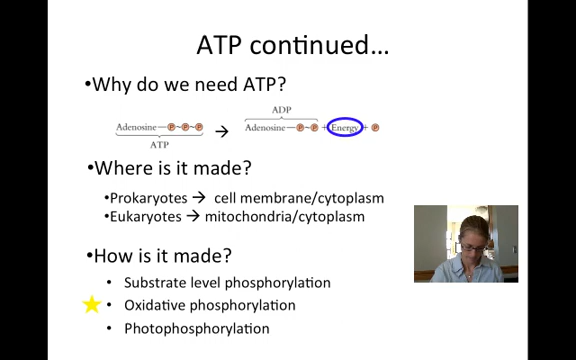 ATP continued…
•Why do we need ATP?
ADP
Adenosine—P~P~P → Adenosine—P~P + Energy + P
ATP
•Where is it made?
•Prokaryotes → cell membrane/cytoplasm
•Eukaryotes → mitochondria/cytoplasm
•How is it made?
• Substrate level phosphorylation
• Oxidative phosphorylation
• Photophosphorylation